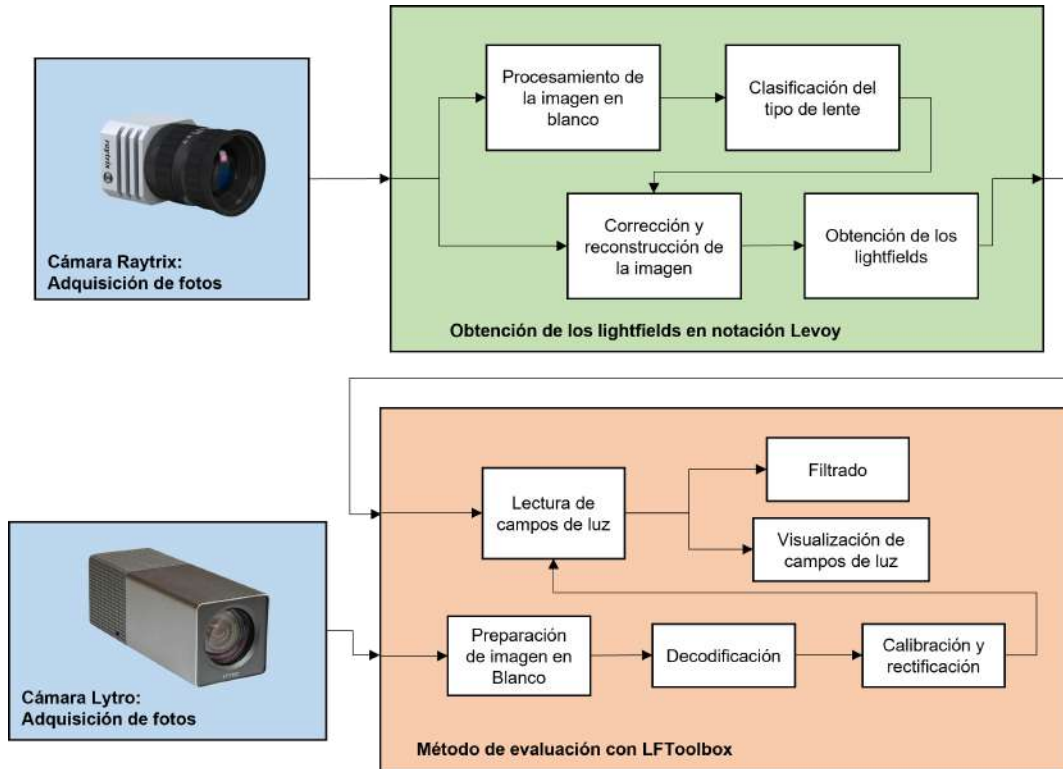 Procesamiento de
la imagen en
blanco
Clasificación del
tipo de lente
raytrix
Cámara Raytrix:
Adquisición de fotos
Corrección y
reconstrucción de
la imagen
Obtención de los
lightfields
Obtención de los lightfields en notación Levoy
Lectura de
campos de luz
Filtrado
Visualización de
campos de luz
Preparación
de imagen en
Blanco
Decodificación
Calibración y
rectificación
LYTRO
Cámara Lytro:
Adquisición de fotos
Método de evaluación con LFToolbox